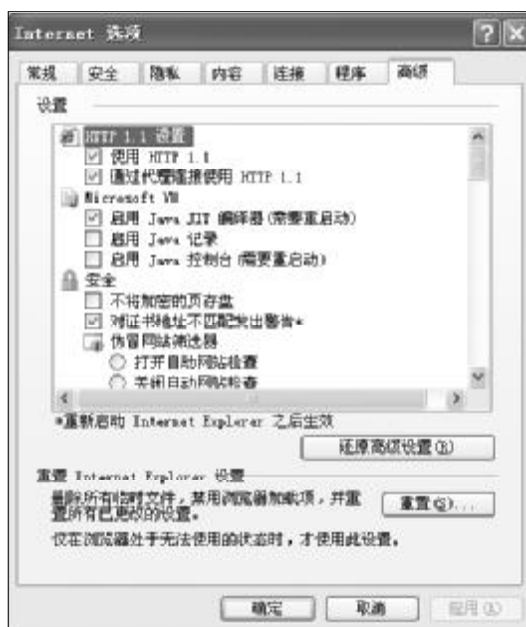 Internet 选项
常规 安全 隐私 内容 连接 程序 高级
设置
HTTP 1.1 设置
使用 HTTP 1.1
通过代理连接使用 HTTP 1.1
Microsoft VM
启用 Java JIT 编译器(需要重启动)
启用 Java 记录
启用 Java 控制台(需要重启动)
安全
不将加密的页存盘
对证书地址不匹配发出警告*
仿冒网站筛选器
打开自动网站检查
关闭自动网站检查
*重新启动 Internet Explorer 之后生效
还原高级设置(R)
重置 Internet Explorer 设置
删除所有临时文件，禁用浏览器加载项，并重
置所有已更改的设置。
重置(S)...
仅在浏览器处于无法使用的状态时，才使用此设置。
确定 取消 应用(A)